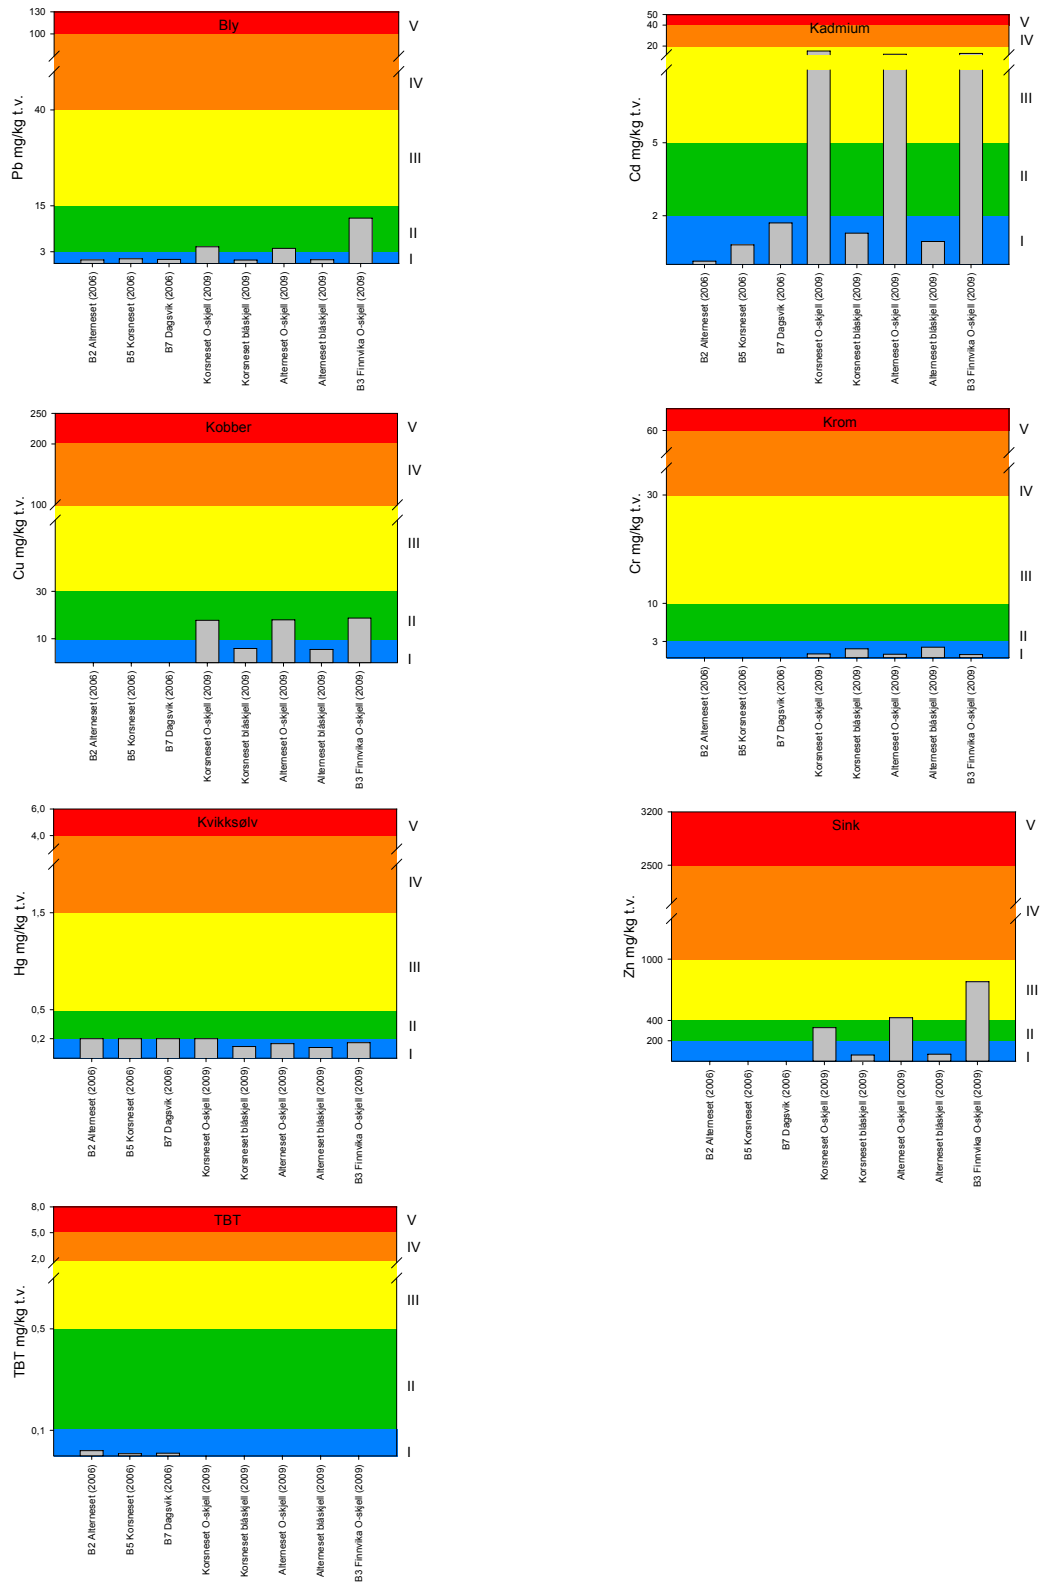 Bly
130
100
40
15
3
Pb mg/kg t.v.
V
IV
III
II
I
B2 Alterneset (2006)
B5 Korsneset (2006)
B7 Dagsvik (2006)
Korsneset O-skjell (2009)
Korsneset blåskjell (2009)
Alterneset O-skjell (2009)
Alterneset blåskjell (2009)
B3 Finnvika O-skjell (2009)
Kadmium
50
40
20
5
2
Cd mg/kg t.v.
V
IV
III
II
I
B2 Alterneset (2006)
B5 Korsneset (2006)
B7 Dagsvik (2006)
Korsneset O-skjell (2009)
Korsneset blåskjell (2009)
Alterneset O-skjell (2009)
Alterneset blåskjell (2009)
B3 Finnvika O-skjell (2009)
Kobber
250
200
100
30
10
Cu mg/kg t.v.
V
IV
III
II
I
B2 Alterneset (2006)
B5 Korsneset (2006)
B7 Dagsvik (2006)
Korsneset O-skjell (2009)
Korsneset blåskjell (2009)
Alterneset O-skjell (2009)
Alterneset blåskjell (2009)
B3 Finnvika O-skjell (2009)
Krom
60
30
10
3
Cr mg/kg t.v.
V
IV
III
II
I
B2 Alterneset (2006)
B5 Korsneset (2006)
B7 Dagsvik (2006)
Korsneset O-skjell (2009)
Korsneset blåskjell (2009)
Alterneset O-skjell (2009)
Alterneset blåskjell (2009)
B3 Finnvika O-skjell (2009)
Kvikksølv
6,0
4,0
1,5
0,5
0,2
Hg mg/kg t.v.
V
IV
III
II
I
B2 Alterneset (2006)
B5 Korsneset (2006)
B7 Dagsvik (2006)
Korsneset O-skjell (2009)
Korsneset blåskjell (2009)
Alterneset O-skjell (2009)
Alterneset blåskjell (2009)
B3 Finnvika O-skjell (2009)
Sink
3200
2500
1000
400
200
Zn mg/kg t.v.
V
IV
III
II
I
B2 Alterneset (2006)
B5 Korsneset (2006)
B7 Dagsvik (2006)
Korsneset O-skjell (2009)
Korsneset blåskjell (2009)
Alterneset O-skjell (2009)
Alterneset blåskjell (2009)
B3 Finnvika O-skjell (2009)
TBT
8,0
5,0
2,0
0,5
0,1
TBT mg/kg t.v.
V
IV
III
II
I
B2 Alterneset (2006)
B5 Korsneset (2006)
B7 Dagsvik (2006)
Korsneset O-skjell (2009)
Korsneset blåskjell (2009)
Alterneset O-skjell (2009)
Alterneset blåskjell (2009)
B3 Finnvika O-skjell (2009)